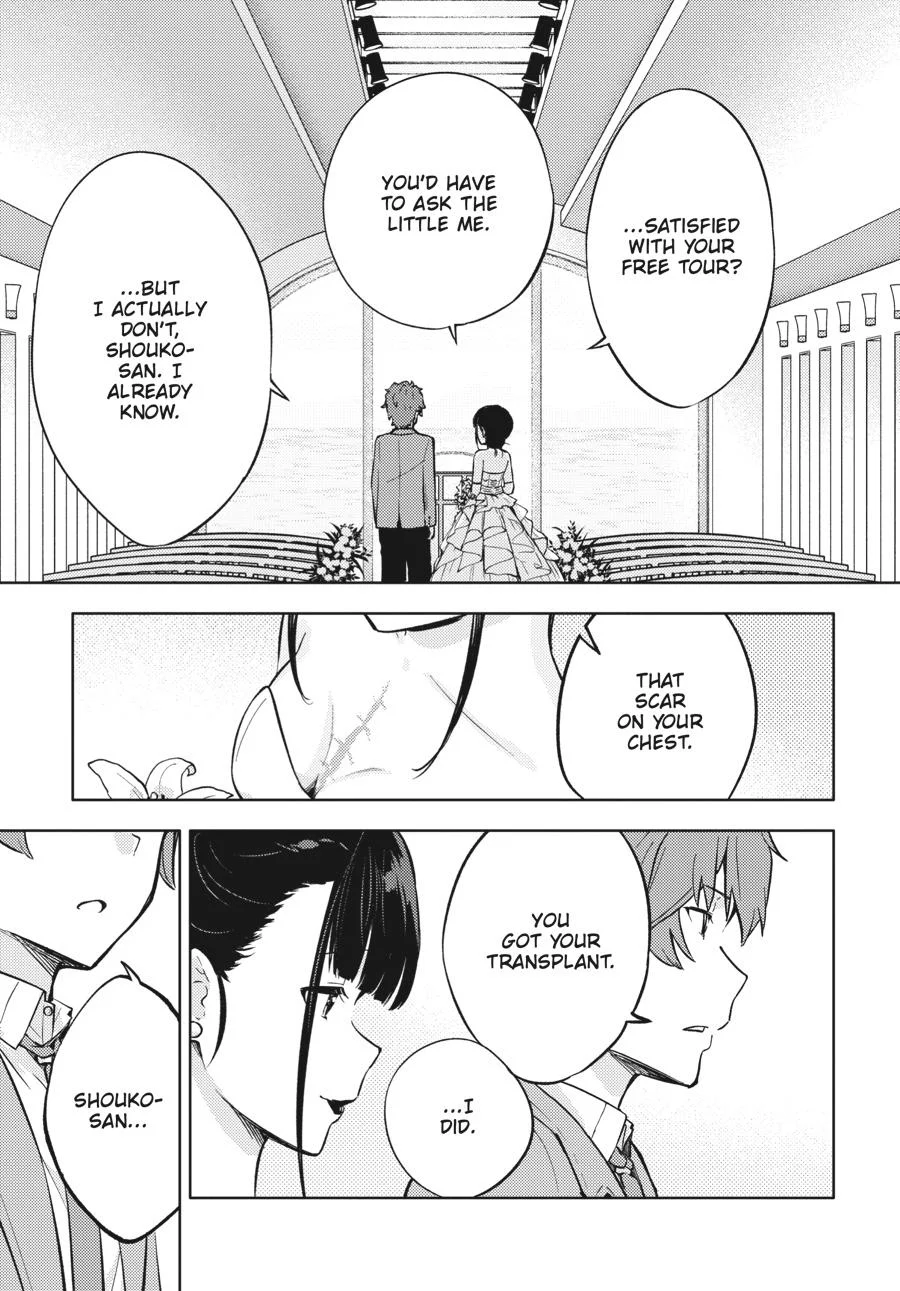 ...SATISFIED
WITH YOUR
FREE TOUR?
YOU'D HAVE
TO ASK THE
LITTLE ME.
...BUT
I ACTUALLY
DON'T,
SHOUKO-
SAN. I
ALREADY
KNOW.
THAT
SCAR
ON YOUR
CHEST.
YOU
GOT YOUR
TRANSPLANT.
...I
DID.
SHOUKO-
SAN...